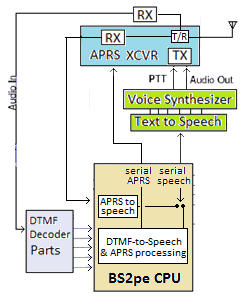 RX
RX
T/R
APRS XCVR
TX
PTT
Audio Out
Audio In
Voice Synthesizer
Text to Speech
serial
APRS
serial
speech
APRS to
speech
DTMF
Decoder
Parts
DTMF-to-Speech
& APRS processing
BS2pe CPU